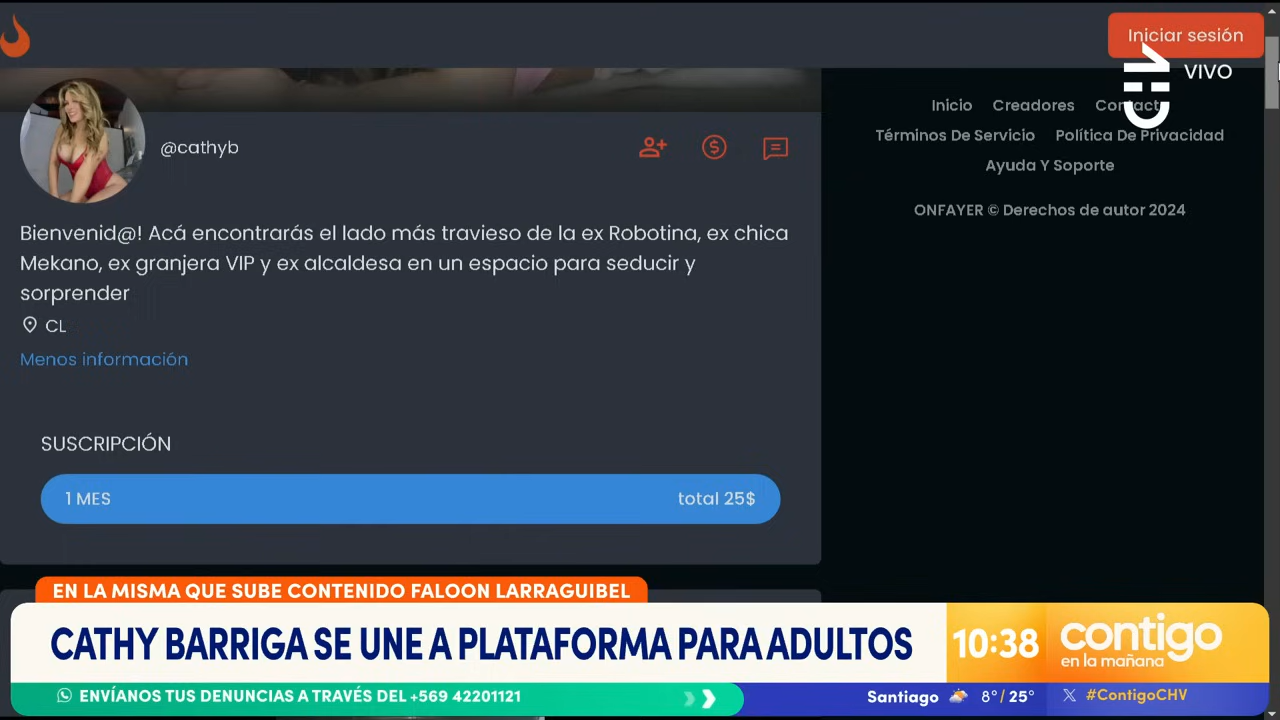 Iniciar sesión
CHV VIVO
@cathyb
Bienvenid@! Acá encontrarás el lado más travieso de la ex Robotina, ex chica
Mekano, ex granjera VIP y ex alcaldesa en un espacio para seducir y
sorprender
CL
Menos información
SUSCRIPCIÓN
1 MES total 25$
Inicio Creadores Contact
Términos De Servicio Política De Privacidad
Ayuda Y Soporte
ONFAYER © Derechos de autor 2024
EN LA MISMA QUE SUBE CONTENIDO FALOON LARRAGUIBEL
CATHY BARRIGA SE UNE A PLATAFORMA PARA ADULTOS
10:38
contigo
en la mañana
ENVÍANOS TUS DENUNCIAS A TRAVÉS DEL +569 42201121
Santiago 8°/25° #ContigoCHV